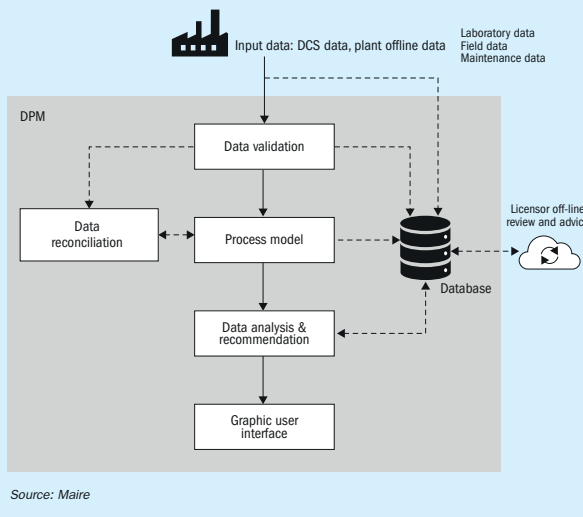 Input data: DCS data, plant offline data
Laboratory data
Field data
Maintenance data
DPM
Data validation
Data
reconciliation
Process model
Licensor off-line
review and advic
Database
Data analysis &
recommendation
Graphic user
interface
Source: Maire